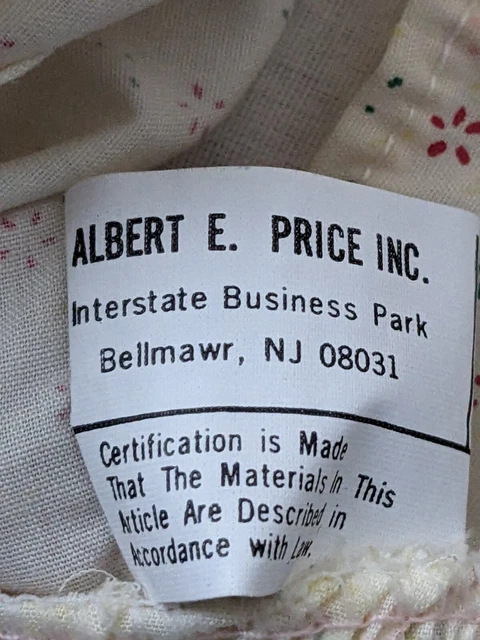 ALBERT E. PRICE INC.
Interstate Business Park
Bellmawr, NJ 08031
Certification is Made
That The Materials In This
Article Are Described in
Accordance with Law.